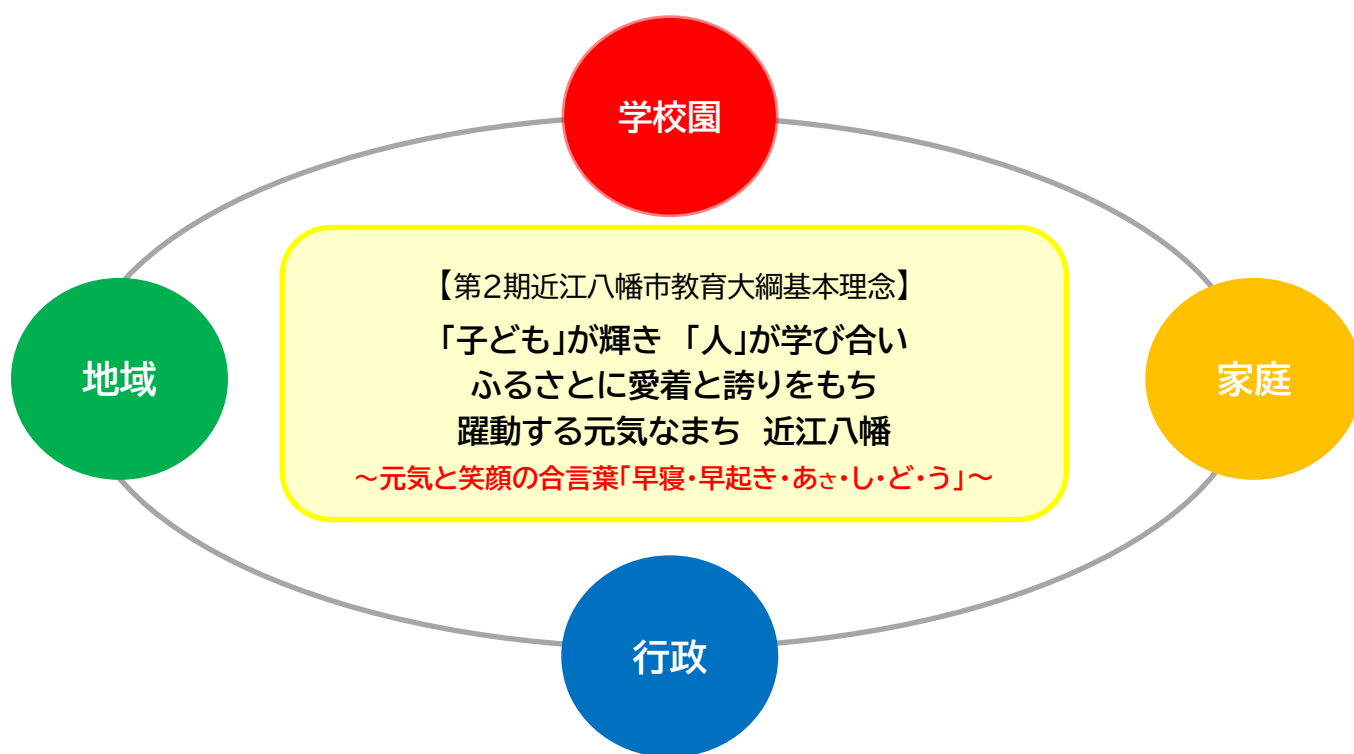 学校園
【第2期近江八幡市教育大綱基本理念】
「子ども」が輝き 「人」が学び合い
ふるさとに愛着と誇りをもち
躍動する元気なまち 近江八幡
～元気と笑顔の合言葉「早寝・早起き・あさ・し・ど・う」～
地域
家庭
行政